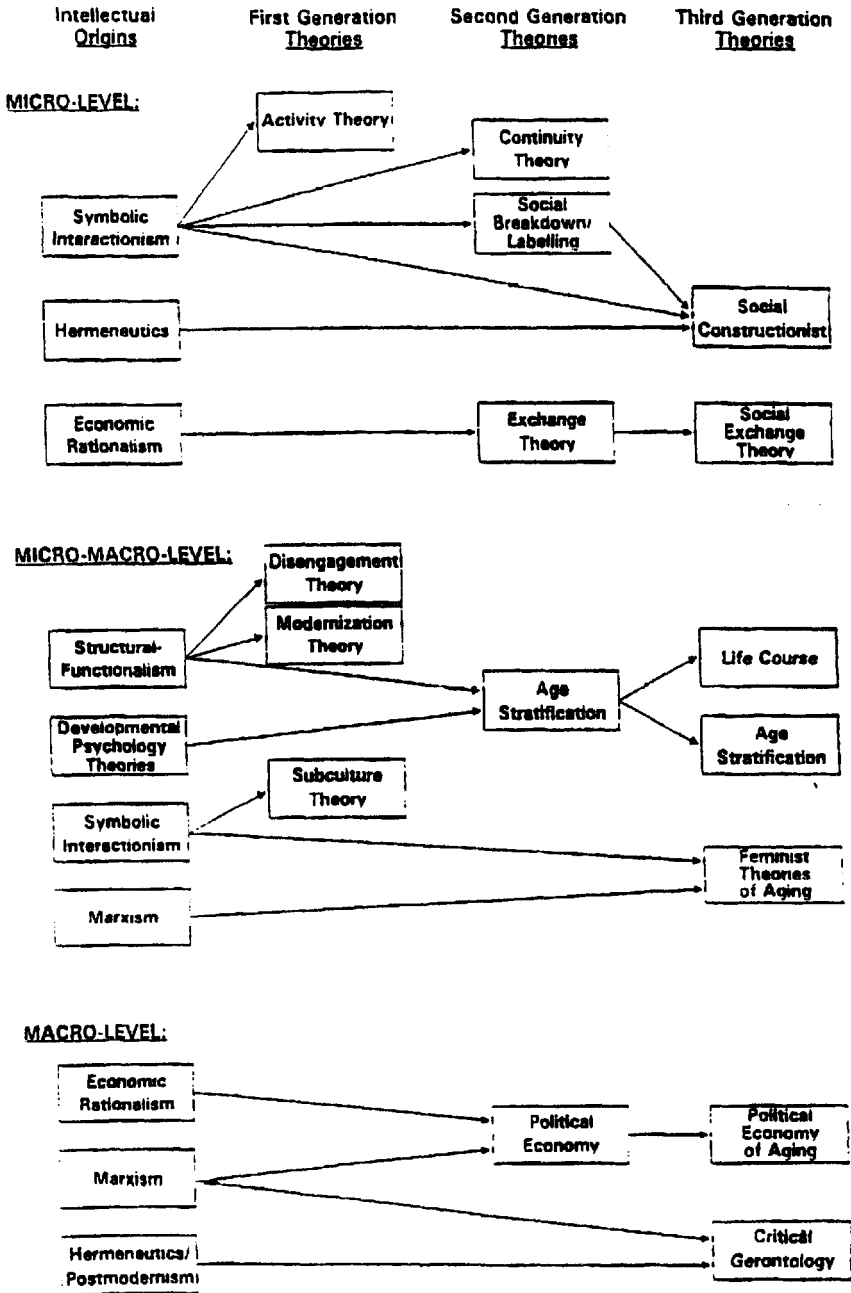 Intellectual
Origins
First Generation
Theories
Second Generation
Theories
Third Generation
Theories
MICRO-LEVEL:
Activity Theory
Continuity
Theory
Symbolic
Interactionism
Social
Breakdown/
Labelling
Hermeneutics
Social
Constructionist
Economic
Rationalism
Exchange
Theory
Social
Exchange
Theory
MICRO-MACRO-LEVEL:
Disengagement
Theory
Modernization
Theory
Structural-
Functionalism
Age
Stratification
Life Course
Developmental
Psychology
Theories
Age
Stratification
Subculture
Theory
Symbolic
Interactionism
Feminist
Theories
of Aging
Marxism
MACRO-LEVEL:
Economic
Rationalism
Political
Economy
Political
Economy
of Aging
Marxism
Critical
Gerontology
Hermeneutics/
Postmodernism